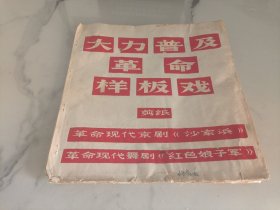 大力普及
革命
样板戏
剪纸
革命现代京剧《沙家浜》
革命现代舞剧《红色娘子军》